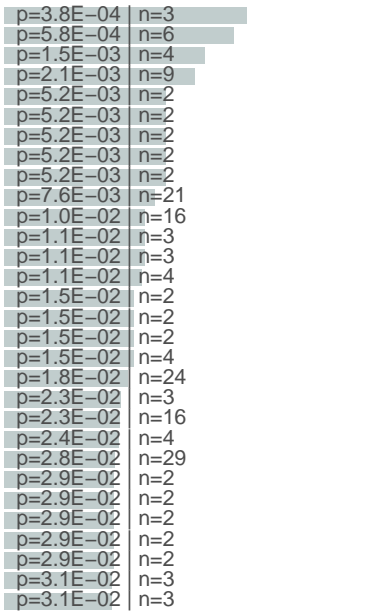 p=3.8E−04 | n=3
p=5.8E−04 | n=6
p=1.5E−03 | n=4
p=2.1E−03 | n=9
p=5.2E−03 | n=2
p=5.2E−03 | n=2
p=5.2E−03 | n=2
p=5.2E−03 | n=2
p=5.2E−03 | n=2
p=7.6E−03 | n=21
p=1.0E−02 | n=16
p=1.1E−02 | n=3
p=1.1E−02 | n=3
p=1.1E−02 | n=4
p=1.5E−02 | n=2
p=1.5E−02 | n=2
p=1.5E−02 | n=2
p=1.5E−02 | n=4
p=1.8E−02 | n=24
p=2.3E−02 | n=3
p=2.3E−02 | n=16
p=2.4E−02 | n=4
p=2.8E−02 | n=29
p=2.9E−02 | n=2
p=2.9E−02 | n=2
p=2.9E−02 | n=2
p=2.9E−02 | n=2
p=2.9E−02 | n=2
p=3.1E−02 | n=3
p=3.1E−02 | n=3